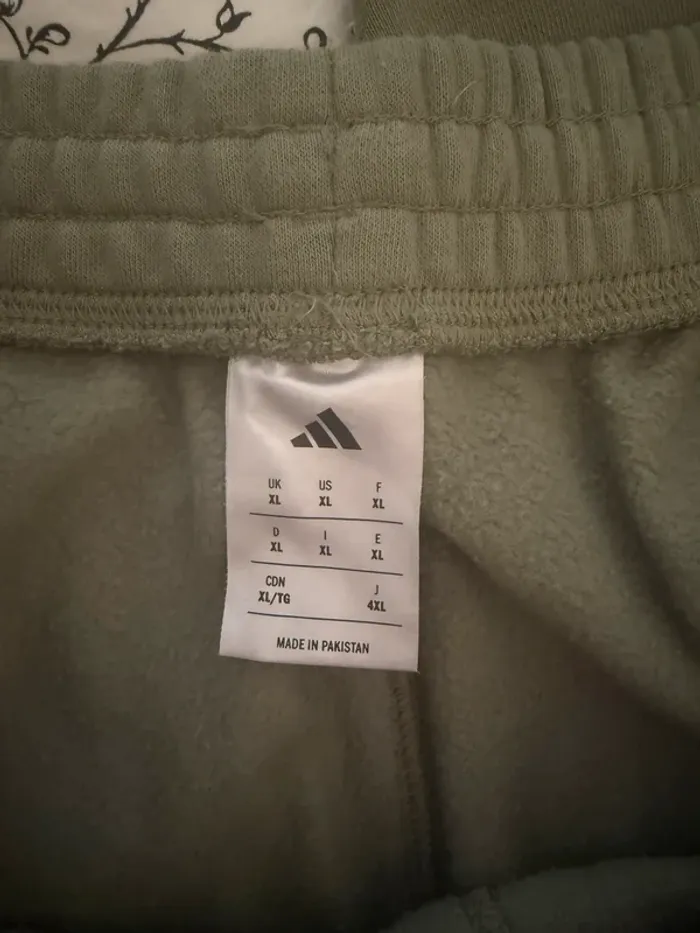 UK US F
XL XL XL
D I E
XL XL XL
CDN J
XL/TG 4XL
MADE IN PAKISTAN